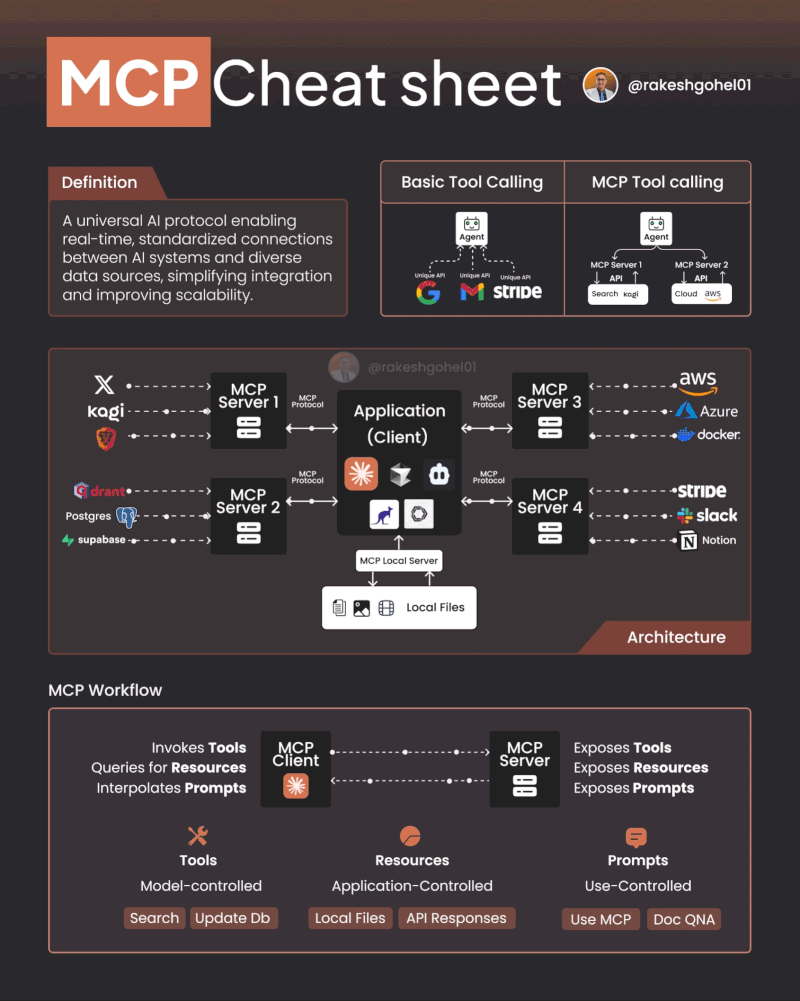 MCP Cheat sheet
@rakeshgohel01
Definition
A universal AI protocol enabling
real-time, standardized connections
between AI systems and diverse
data sources, simplifying integration
and improving scalability.
Basic Tool Calling
Agent
Unique API
Unique API
Unique API
stripe
MCP Tool calling
Agent
MCP Server 1
MCP Server 2
API
API
Search kagi
Cloud aws
@rakeshgohel01
kagi
MCP
Server 1
MCP
Protocol
drant
Postgres
supabase
MCP
Server 2
MCP
Protocol
Application
(Client)
MCP
Protocol
MCP
Server 3
aws
Azure
docker
MCP
Protocol
MCP
Server 4
stripe
slack
Notion
MCP Local Server
Local Files
Architecture
MCP Workflow
Invokes Tools
Queries for Resources
Interpolates Prompts
MCP
Client
MCP
Server
Exposes Tools
Exposes Resources
Exposes Prompts
Tools
Model-controlled
Search
Update Db
Resources
Application-Controlled
Local Files
API Responses
Prompts
Use-Controlled
Use MCP
Doc QNA